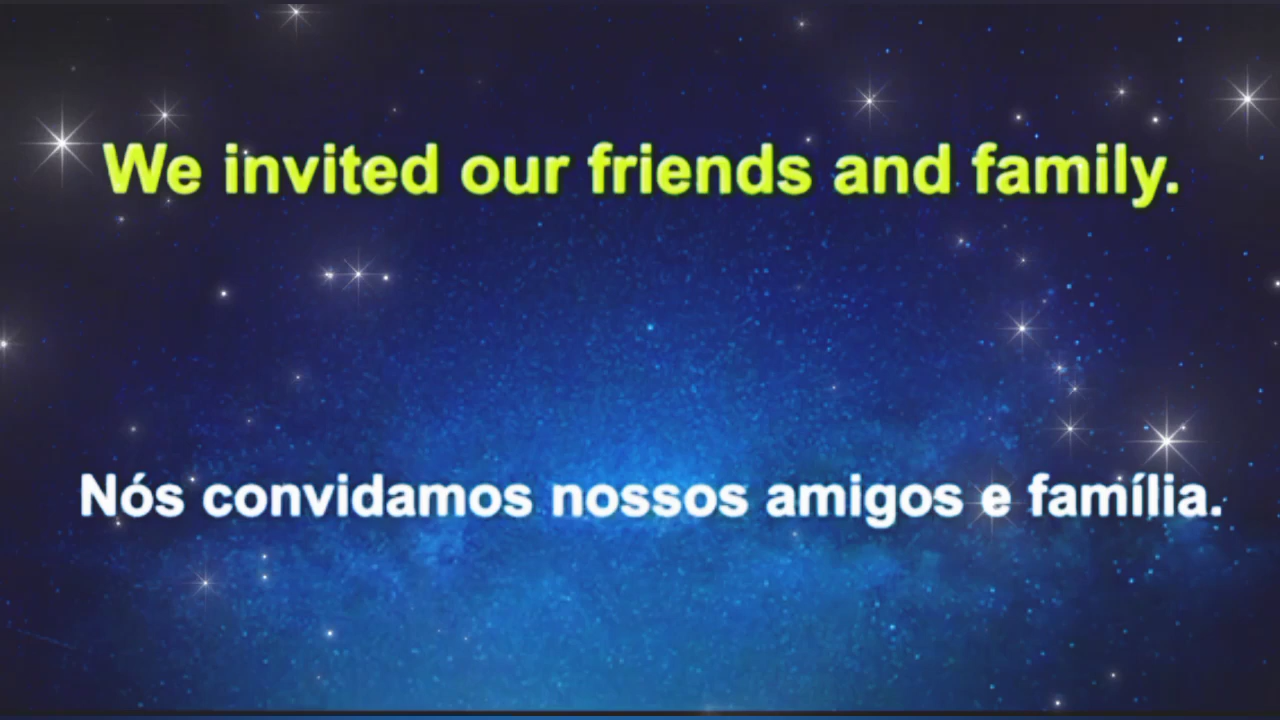 We invited our friends and family.
Nós convidamos nossos amigos e família.